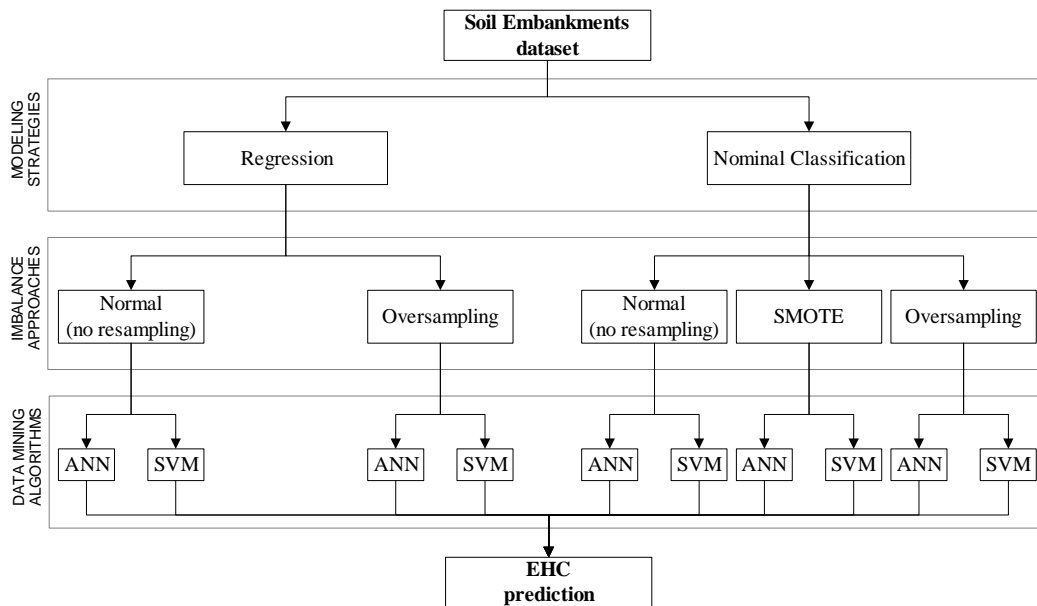 Soil Embankments
dataset
MODELING
STRATEGIES
Regression
Nominal Classification
IMBALANCE
APPROACHES
Normal
(no resampling)
Oversampling
Normal
(no resampling)
SMOTE
Oversampling
DATA MINING
ALGORITHMS
ANN
SVM
ANN
SVM
ANN
SVM
ANN
SVM
ANN
SVM
EHC
prediction